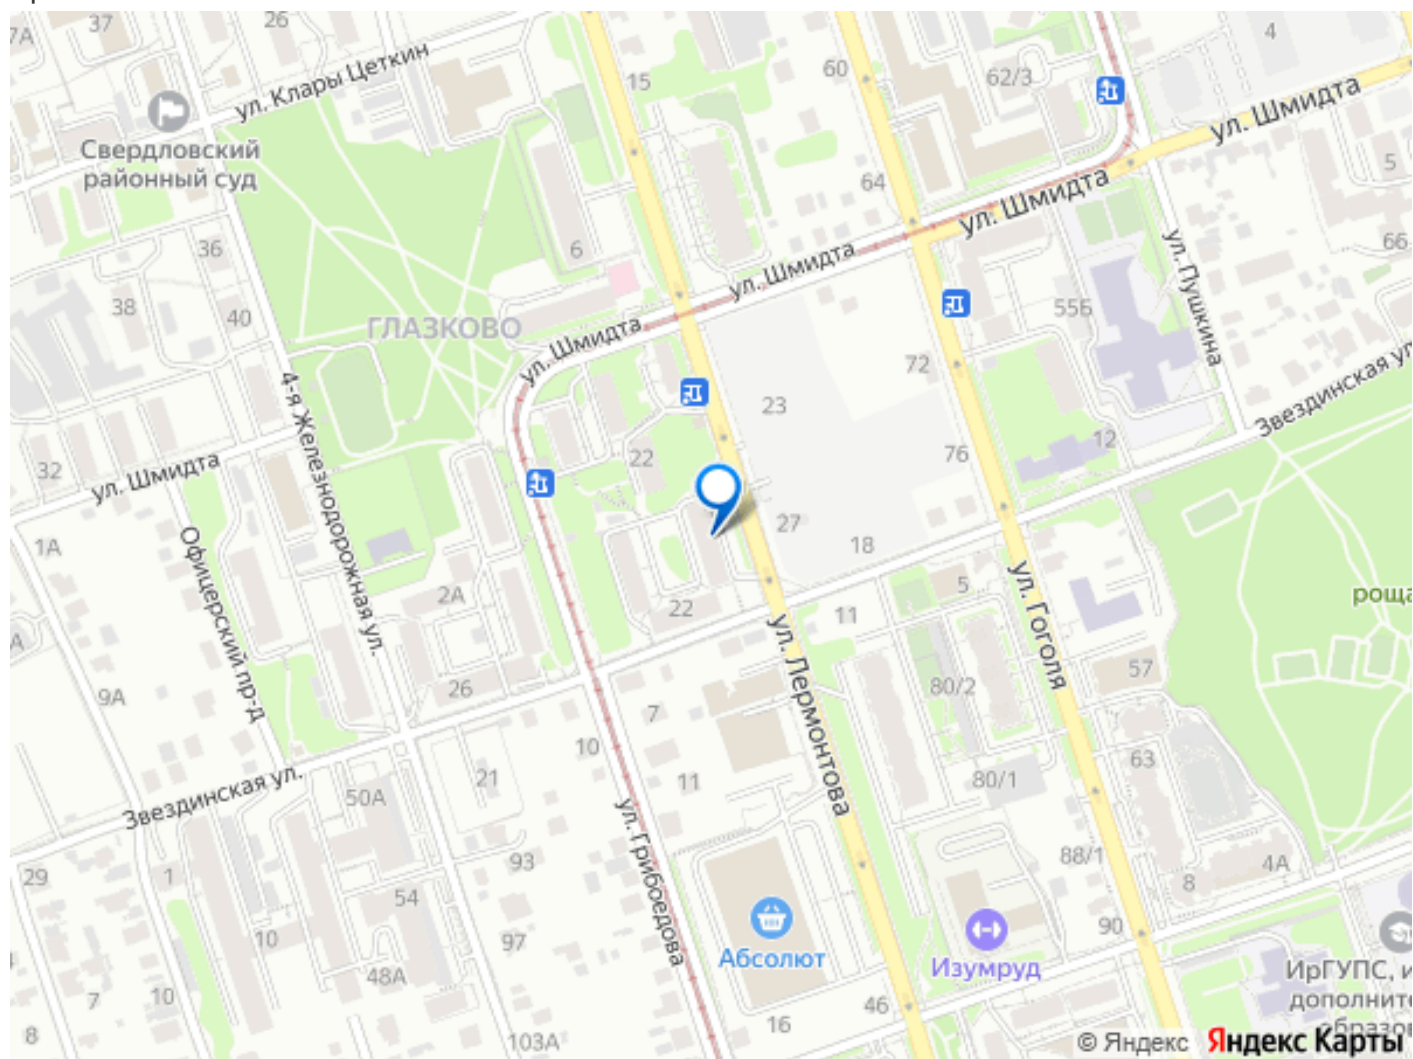 37
26
7А
ул. Клары Цеткин
15
60
62/3
4
ул. Шмидта
Свердловский
районный суд
64
5
ул. Шмидта
36
6
ул. Шмидта
ул. Пушкина
66
38
40
ГЛАЗКОВО
ул. Шмидта
55Б
72
4-я Железнодорожная ул.
23
Звездинская ул
32
ул. Шмидта
22
76
12
1А
Офицерский пр-д
27
18
ул. Гоголя
роща
2А
22
11
5
А
ул. Лермонтова
9А
26
7
80/2
57
10
63
Звездинская ул.
50А
21
11
80/1
ул. Грибоедова
29
1
93
88/1
4А
8
54
10
97
Абсолют
Изумруд
90
48А
7
10
46
ИрГУПС, и
дополните
образов
8
103А
16
© Яндекс
Яндекс Карты